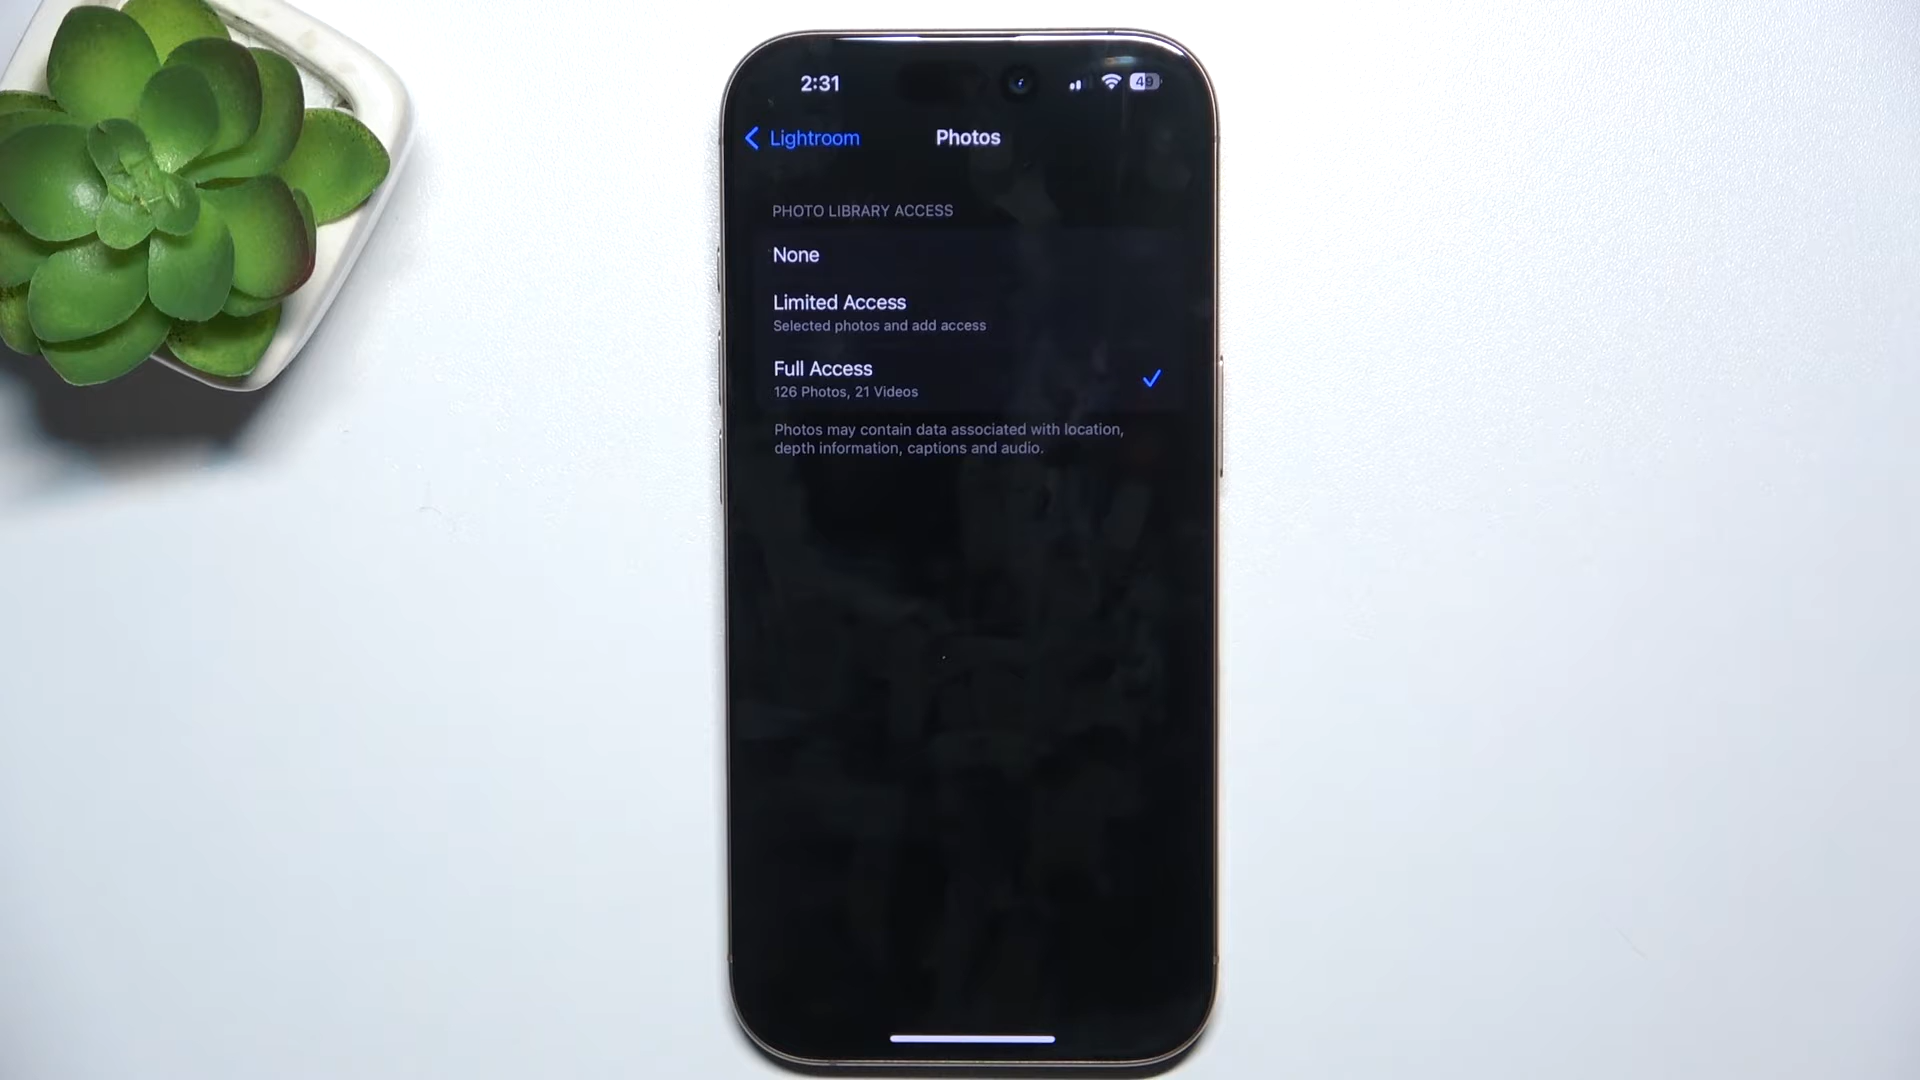 2:31
49
Lightroom
Photos
PHOTO LIBRARY ACCESS
None
Limited Access
Selected photos and add access
Full Access
126 Photos, 21 Videos
Photos may contain data associated with location,
depth information, captions and audio.